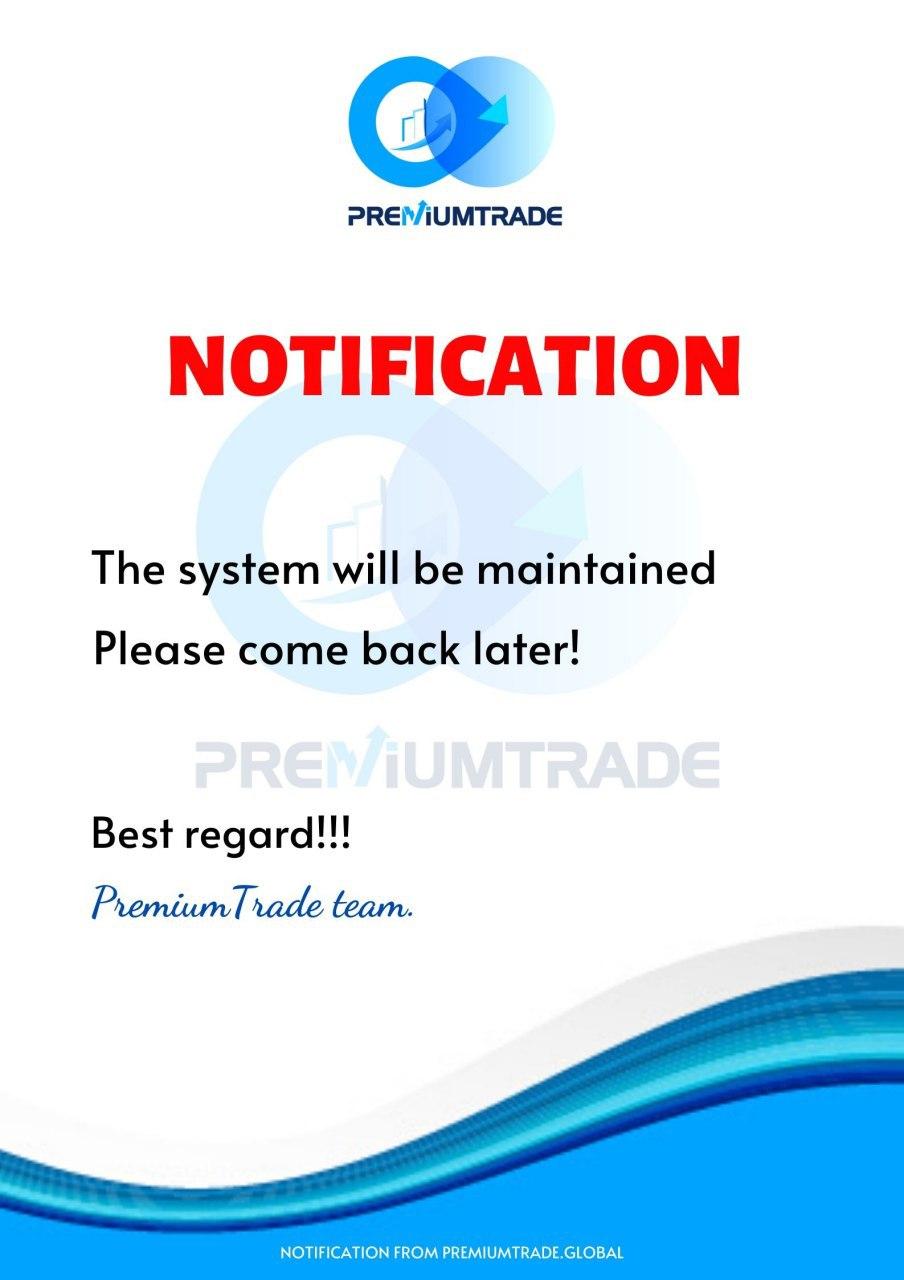 PREMIUMTRADE
NOTIFICATION
The system will be maintained
Please come back later!
PREMIUMTRADE
Best regard!!!
PremiumTrade team.
NOTIFICATION FROM PREMIUMTRADE.GLOBAL